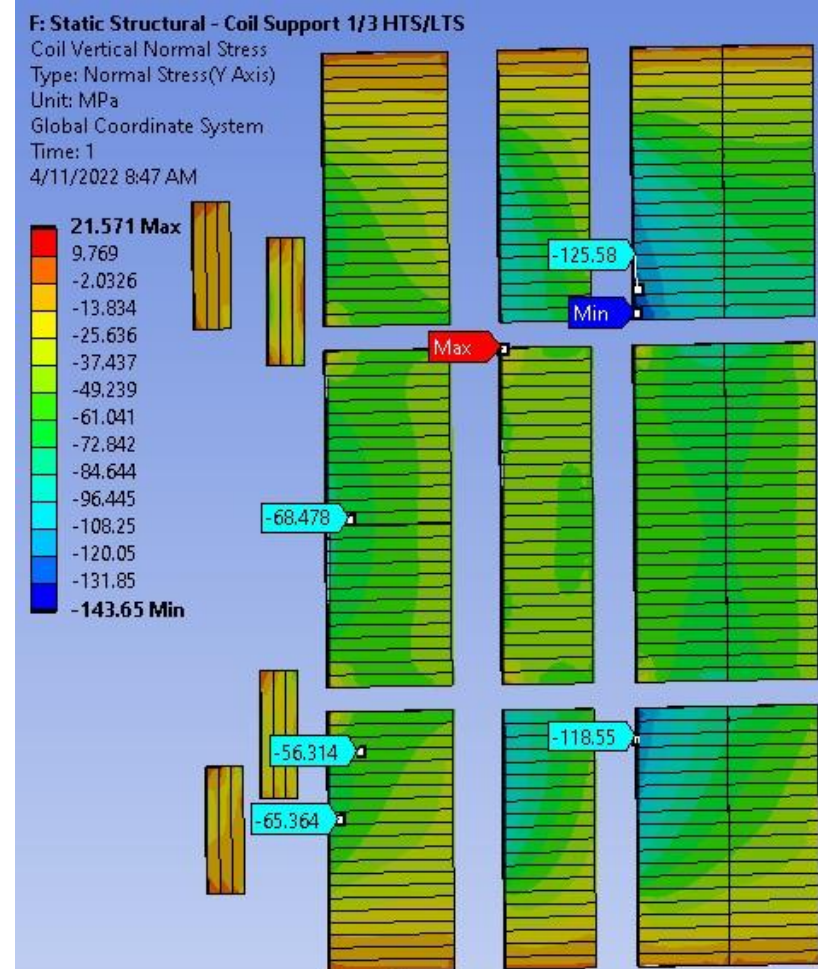 F: Static Structural - Coil Support 1/3 HTS/LTS
Coil Vertical Normal Stress
Type: Normal Stress(Y Axis)
Unit: MPa
Global Coordinate System
Time: 1
4/11/2022 8:47 AM
21.571 Max
9.769
-2.0326
-13.834
-25.636
-37.437
-49.239
-61.041
-72.842
-84.644
-96.445
-108.25
-120.05
-131.85
-143.65 Min
-125.58
Min
Max
-68.478
-56.314
-118.55
-65.364